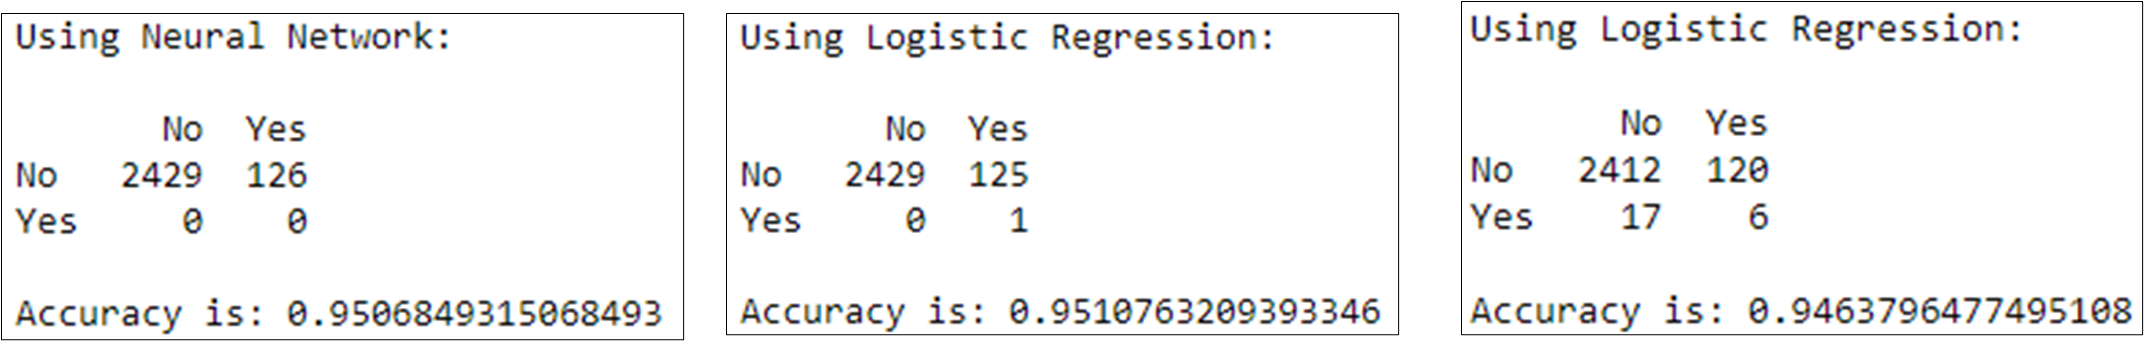 Using Neural Network:
No Yes
No 2429 126
Yes 0 0
Accuracy is: 0.9506849315068493
Using Logistic Regression:
No Yes
No 2429 125
Yes 0 1
Accuracy is: 0.9510763209393346
Using Logistic Regression:
No Yes
No 2412 120
Yes 17 6
Accuracy is: 0.9463796477495108